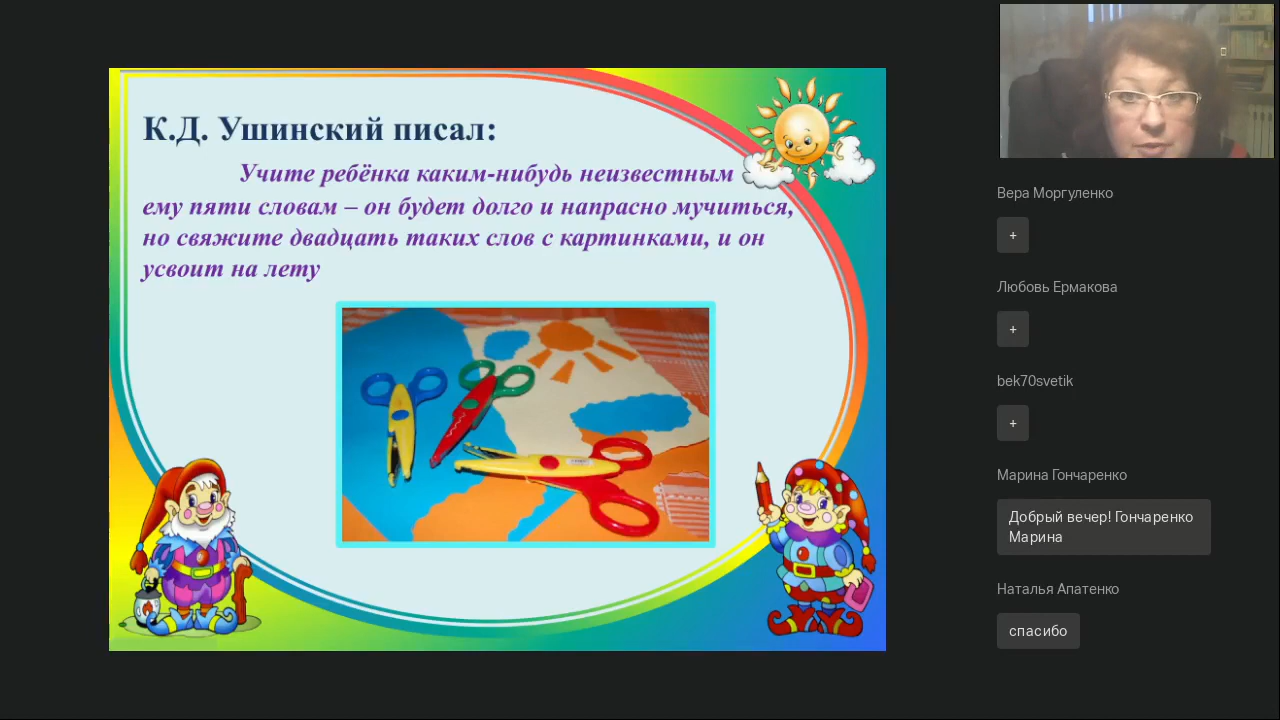 К.Д. Ушинский писал:
Учите ребёнка каким-нибудь неизвестным
ему пяти словам – он будет долго и напрасно мучиться,
но свяжите двадцать таких слов с картинками, и он
усвоит на лету
Вера Моргуленко
+
Любовь Ермакова
+
bek70svetik
+
Марина Гончаренко
Добрый вечер! Гончаренко
Марина
Наталья Апатенко
спасибо